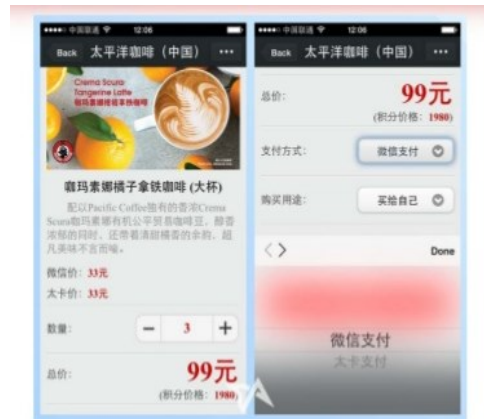 中国联通 12:06
Back 太平洋咖啡（中国）
Crema Scura
Tangerine Latte
咖玛素娜橘子拿铁咖啡
咖玛素娜橘子拿铁咖啡 (大杯)
配以Pacific Coffee独有的香浓Crema
Scura咖玛素娜有机公平贸易咖啡豆，醇香
浓郁的同时，还带着清甜橘香的余韵，超
凡美味不言而喻。
微信价：33元
太卡价：33元
数量： － 3 ＋
总价： 99元
(积分价格：1980)
中国联通 12:06
Back 太平洋咖啡（中国）
总价： 99元
(积分价格：1980)
支付方式： 微信支付
购买用途： 买给自己
Done
微信支付
太卡支付